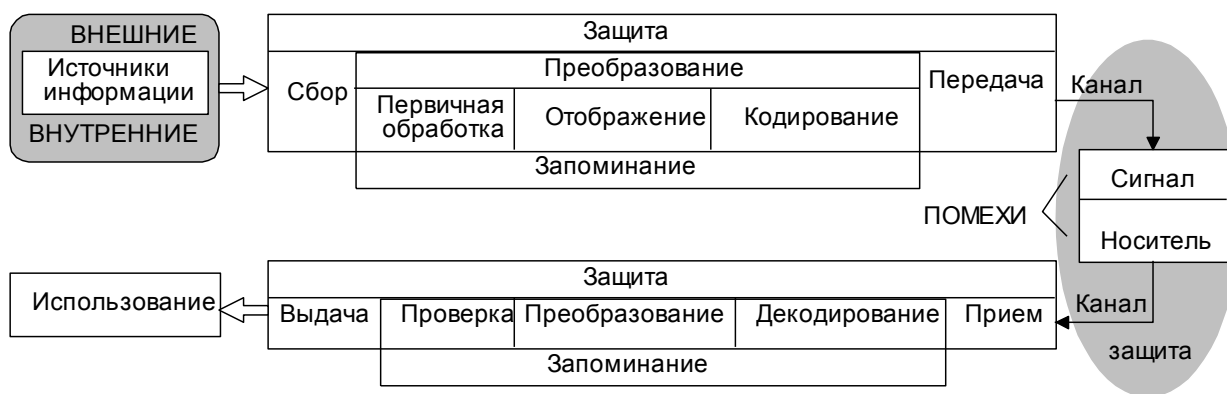 ВНЕШНИЕ
Источники
информации
ВНУТРЕННИЕ
Защита
Сбор
Преобразование
Первичная
обработка
Отображение
Кодирование
Запоминание
Передача
Канал
Сигнал
Носитель
ПОМЕХИ
Канал
защита
Защита
Прием
Декодирование
Преобразование
Проверка
Запоминание
Выдача
Использование